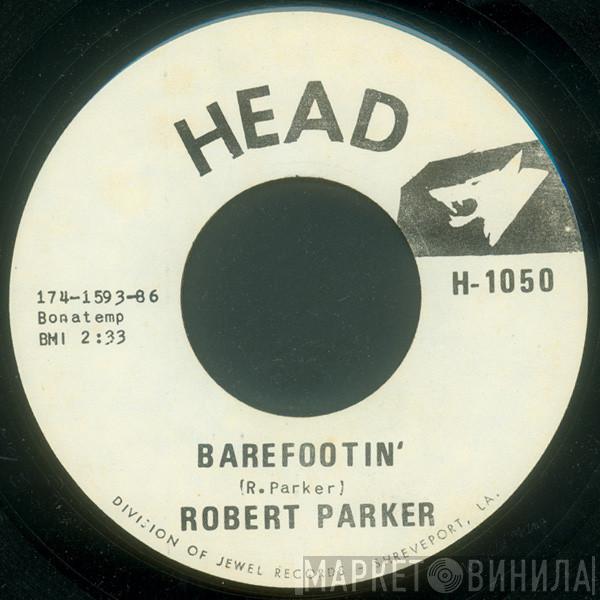 HEAD
H-1050
174-1593-86
Bonatemp
BMI 2:33
BAREFOOTIN'
(R.Parker)
ROBERT PARKER
DIVISION OF JEWEL RECORDS SHREVEPORT, LA.
МАРКЕТ ВИНИЛА